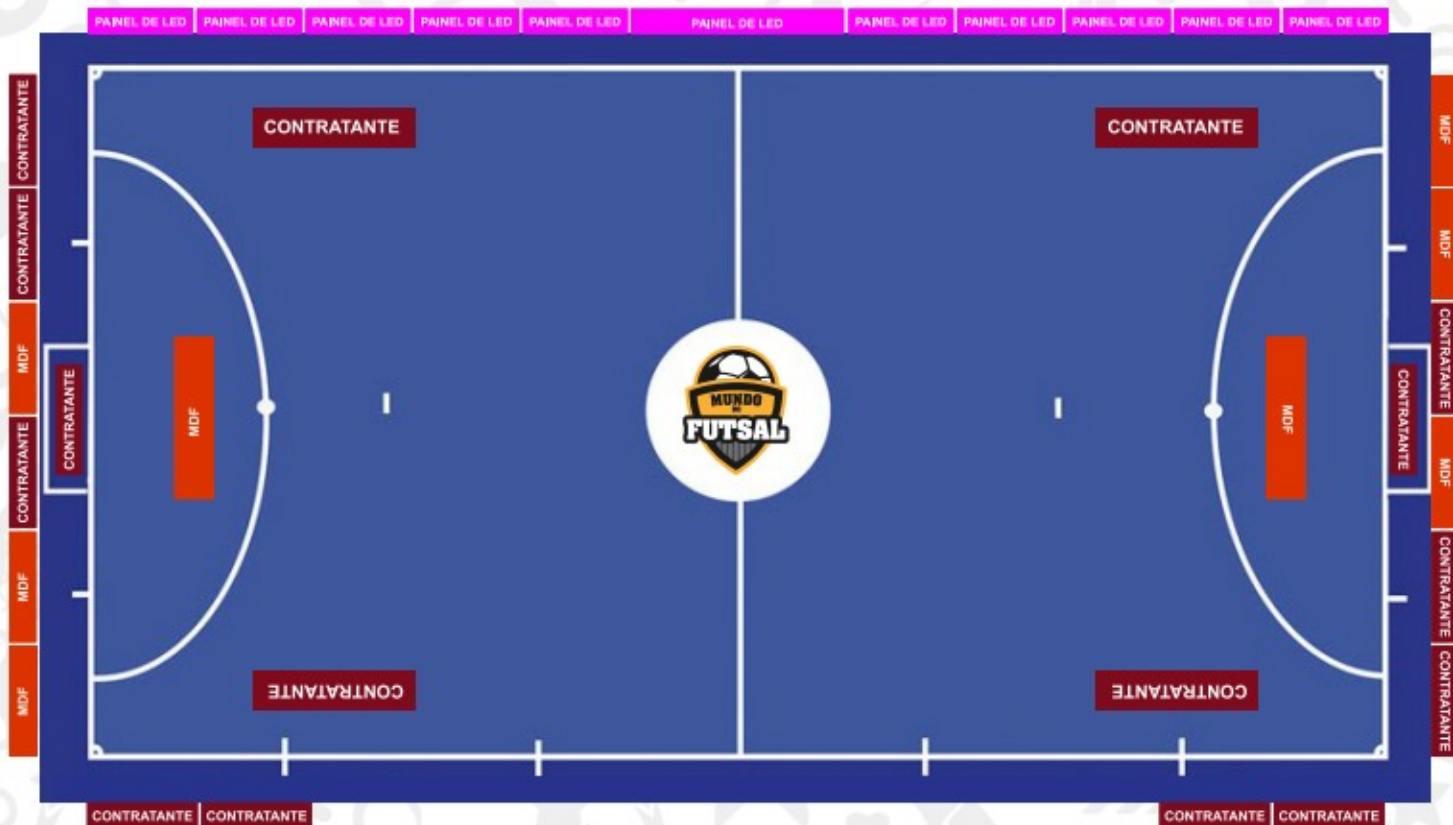 PAINEL DE LED PAINEL DE LED PAINEL DE LED PAINEL DE LED PAINEL DE LED PAINEL DE LED PAINEL DE LED PAINEL DE LED PAINEL DE LED PAINEL DE LED PAINEL DE LED
CONTRATANTE
CONTRATANTE
MDF
CONTRATANTE
MDF
MDF
CONTRATANTE
CONTRATANTE
CONTRATANTE
MDF
MUNDO
DO
FUTSAL
MDF
CONTRATANTE
CONTRATANTE
CONTRATANTE
MDF
MDF
CONTRATANTE
MDF
CONTRATANTE
CONTRATANTE
CONTRATANTE CONTRATANTE
CONTRATANTE CONTRATANTE